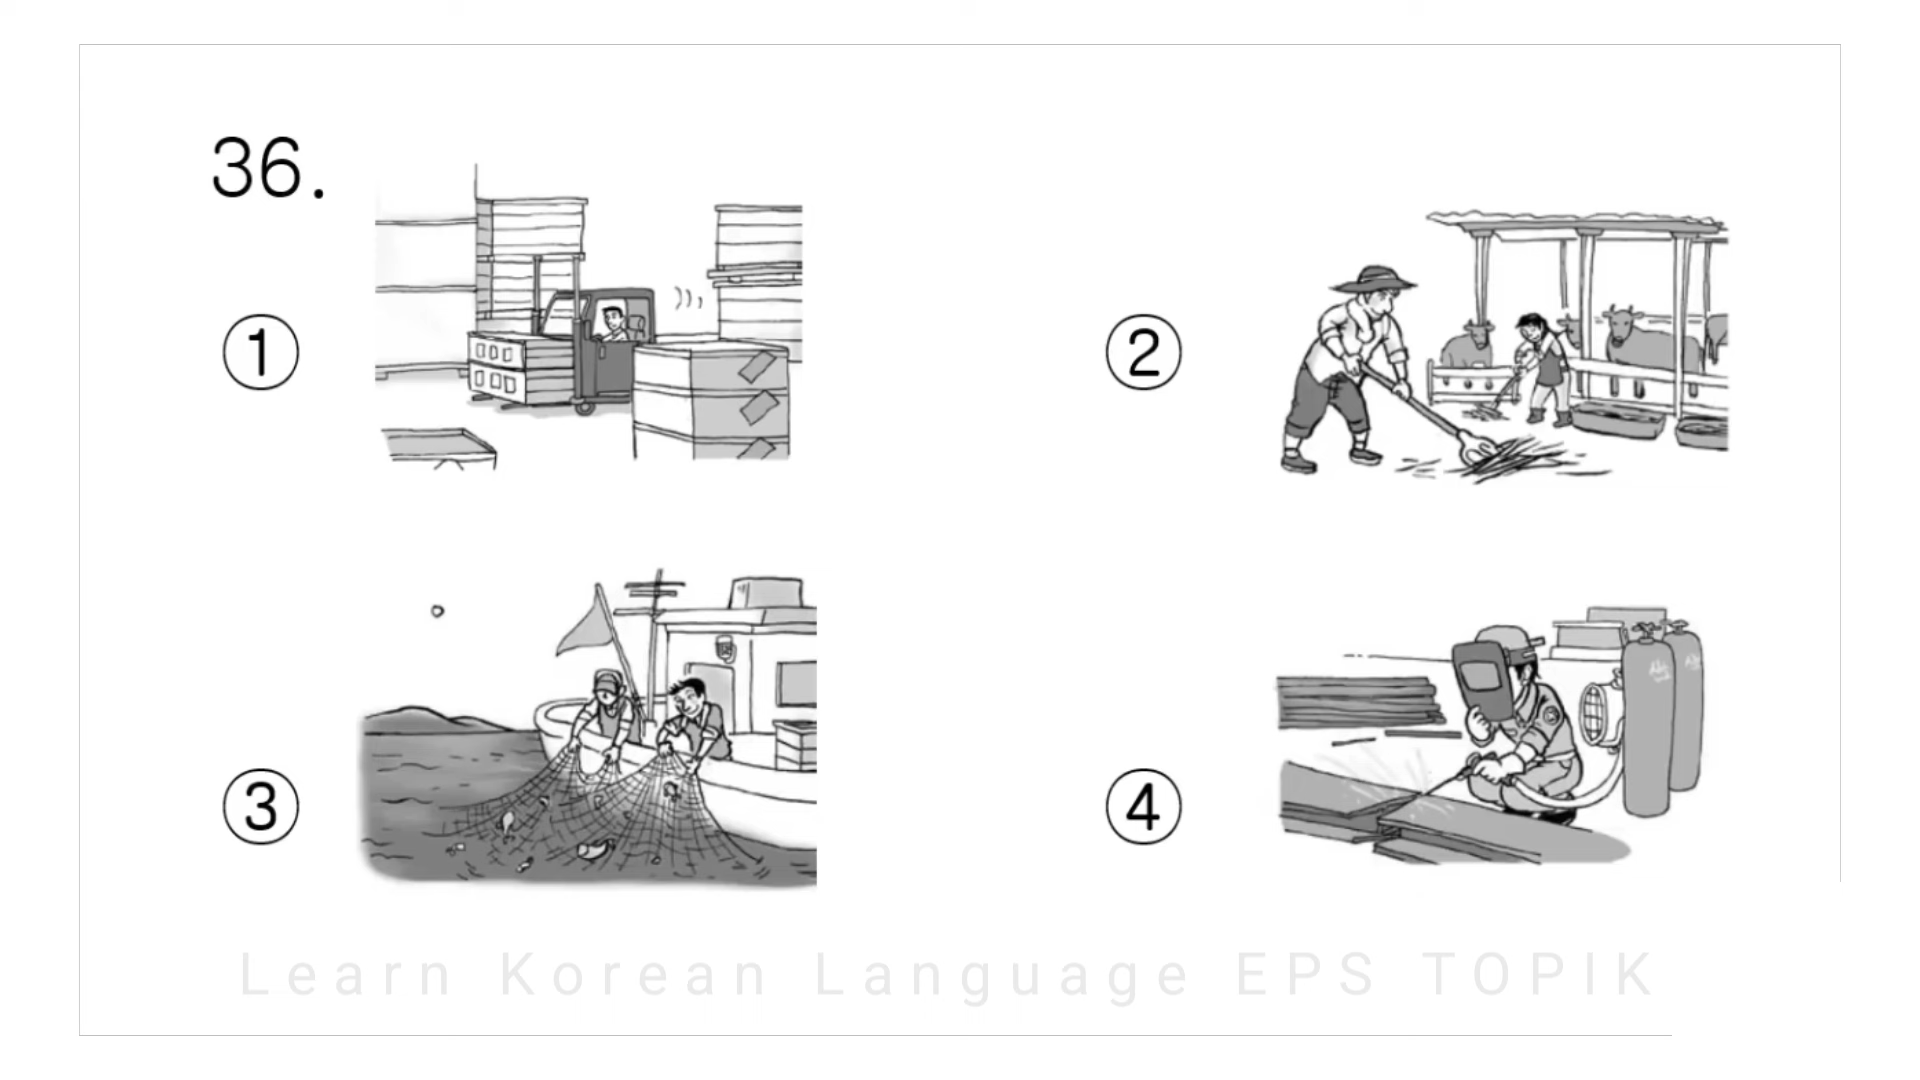 36.
① ②
③ ④
Learn Korean Language EPS TOPIK